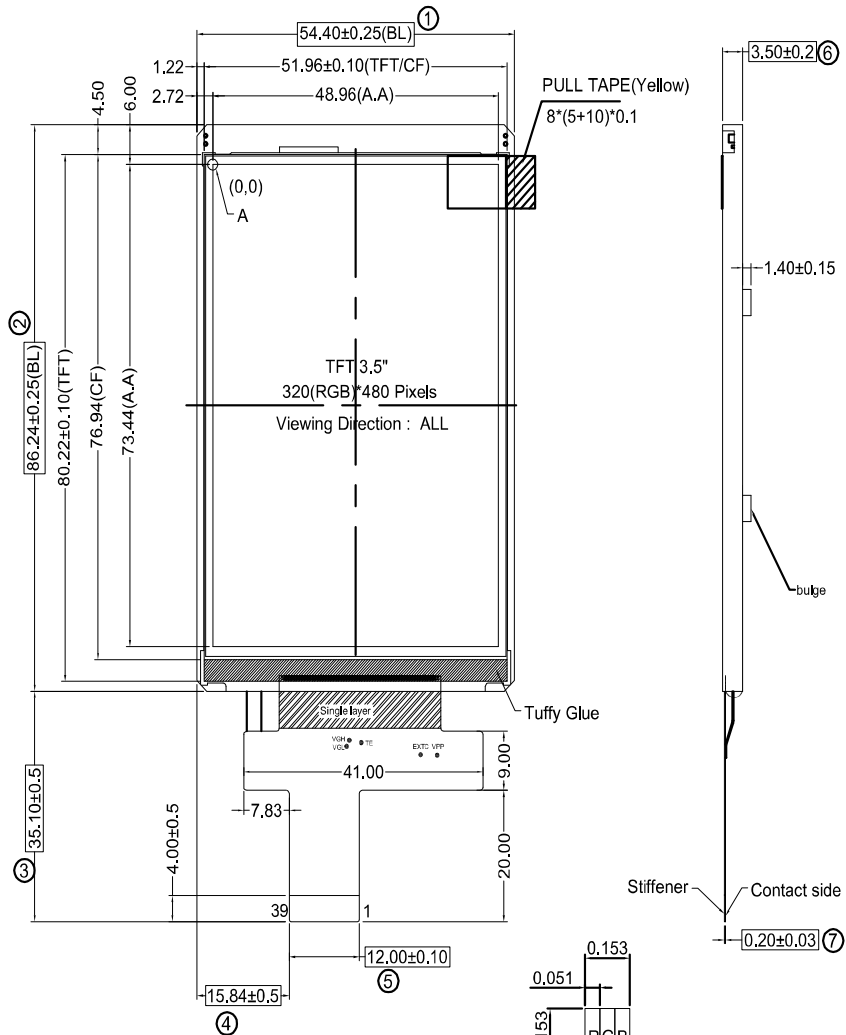 54.40±0.25(BL) 1
1.22 51.96±0.10(TFT/CF)
2.72 48.96(A.A)
4.50
6.00
3.50±0.2 6
PULL TAPE(Yellow)
8*(5+10)*0.1
(0,0)
A
1.40±0.15
2
86.24±0.25(BL)
80.22±0.10(TFT)
76.94(CF)
73.44(A.A)
TFT 3.5"
320(RGB)*480 Pixels
Viewing Direction : ALL
bulge
Tuffy Glue
Single layer
VGH
VGL
TE
EXTC VPP
41.00
9.00
7.83
35.10±0.5
3
4.00±0.5
20.00
39 1
Stiffener Contact side
0.20±0.03 7
12.00±0.10
5
15.84±0.5
4
0.153
0.051
RGB